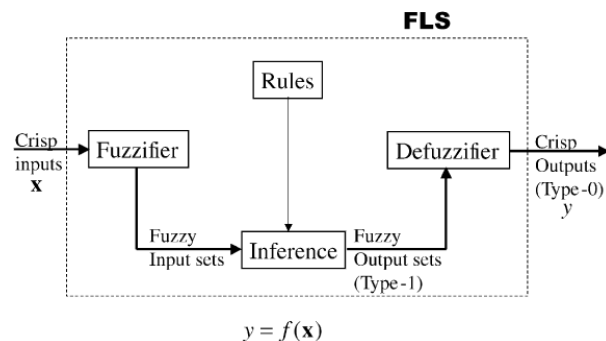 FLS
Rules
Crisp
inputs
x
Fuzzifier
Defuzzifier
Crisp
Outputs
(Type-0)
y
Fuzzy
Input sets
Inference
Fuzzy
Output sets
(Type-1)
y = f(x)